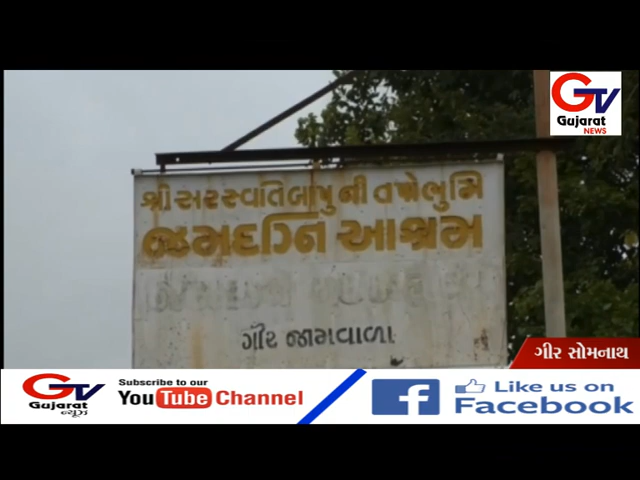 GTV
Gujarat
NEWS
શ્રી સરસ્વતિબાપુ ની તપોભુમિ
જમદગ્નિ આશ્રમ
ગીર જામવાળા
ગીર સોમનાથ
GTV
Gujarat
ન્યૂઝ
Subscribe to our
YouTube Channel
f
Like us on
Facebook